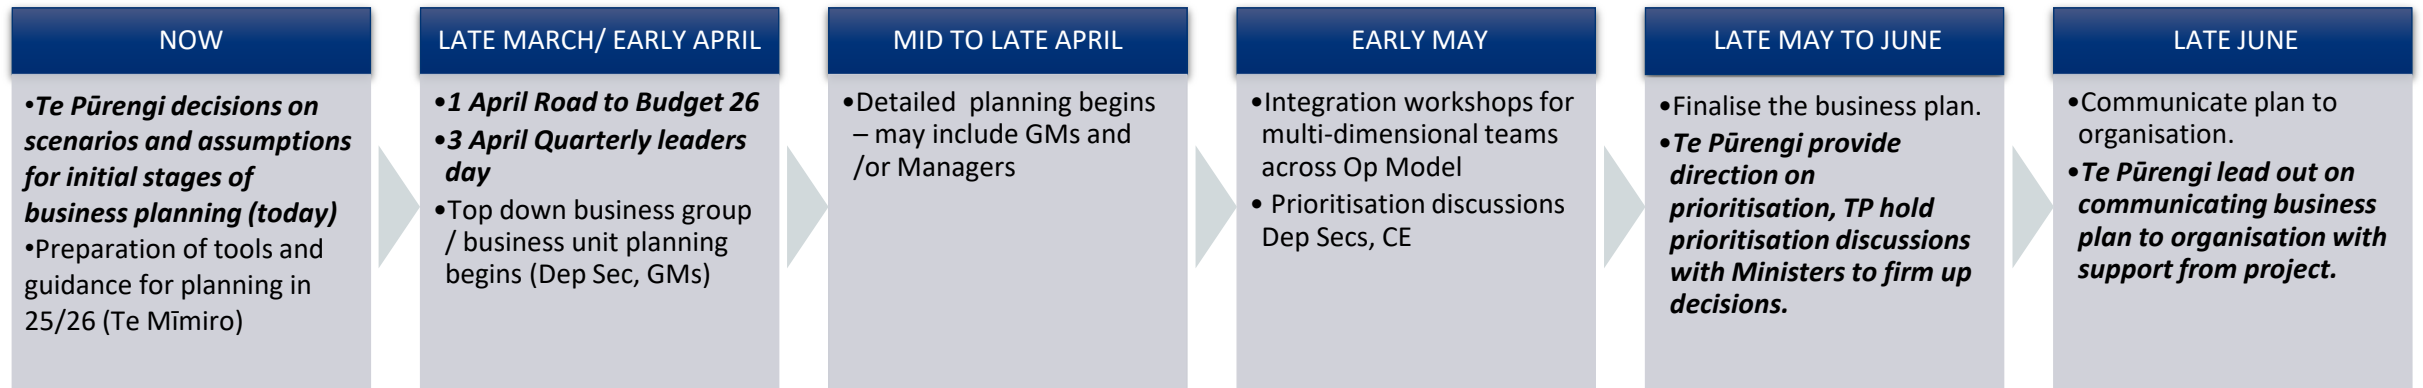 NOW
•Te Pūrengi decisions on
scenarios and assumptions
for initial stages of
business planning (today)
•Preparation of tools and
guidance for planning in
25/26 (Te Mīmiro)
LATE MARCH/ EARLY APRIL
•1 April Road to Budget 26
•3 April Quarterly leaders
day
•Top down business group
/ business unit planning
begins (Dep Sec, GMs)
MID TO LATE APRIL
•Detailed  planning begins
– may include GMs and
/or Managers
EARLY MAY
•Integration workshops for
multi-dimensional teams
across Op Model
• Prioritisation discussions
Dep Secs, CE
LATE MAY TO JUNE
•Finalise the business plan.
•Te Pūrengi provide
direction on
prioritisation, TP hold
prioritisation discussions
with Ministers to firm up
decisions.
LATE JUNE
•Communicate plan to
organisation.
•Te Pūrengi lead out on
communicating business
plan to organisation with
support from project.